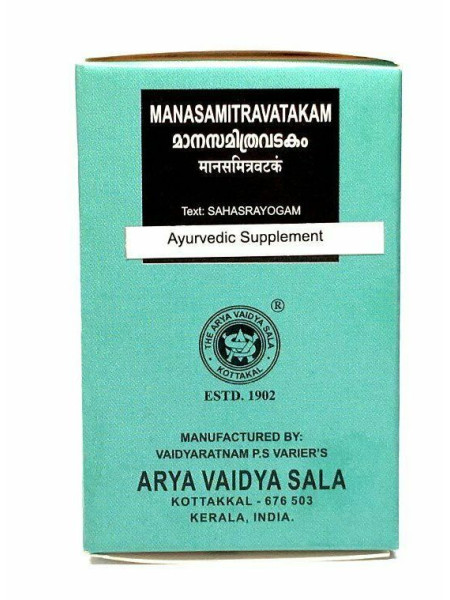 MANASAMITRAVATAKAM
മാനസമിത്രവടകം
मानसमित्रवटकं
Text: SAHASRAYOGAM
Ayurvedic Supplement
®
THE ARYA VAIDYA SALA
KOTTAKAL
ESTD. 1902
MANUFACTURED BY:
VAIDYARATNAM P.S VARIER'S
ARYA VAIDYA SALA
KOTTAKKAL - 676 503
KERALA, INDIA.